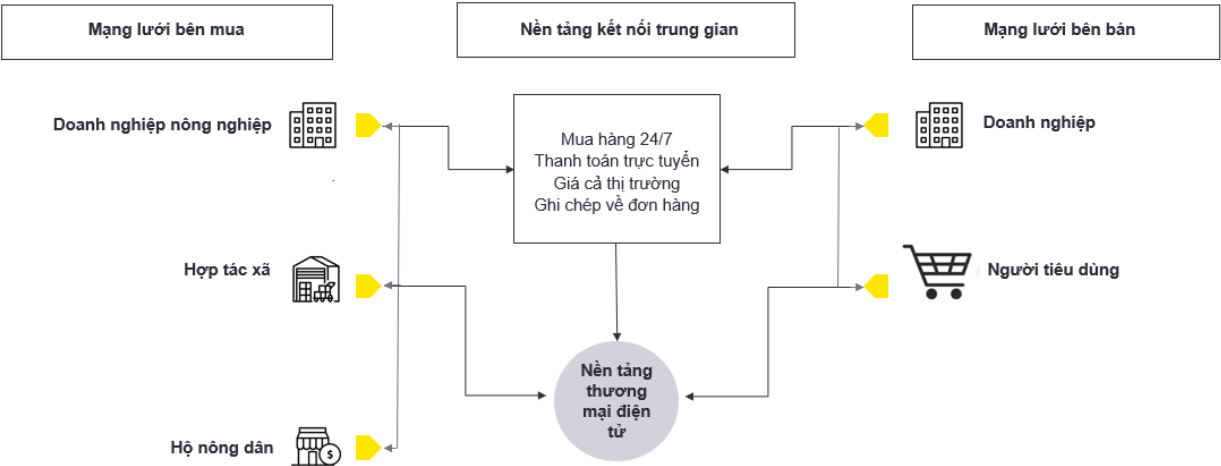 Mạng lưới bên mua
Nền tảng kết nối trung gian
Mạng lưới bên bán
Doanh nghiệp nông nghiệp
Mua hàng 24/7
Thanh toán trực tuyến
Giá cả thị trường
Ghi chép về đơn hàng
Doanh nghiệp
Hợp tác xã
Người tiêu dùng
Nền tảng
thương
mại điện
tử
Hộ nông dân
$